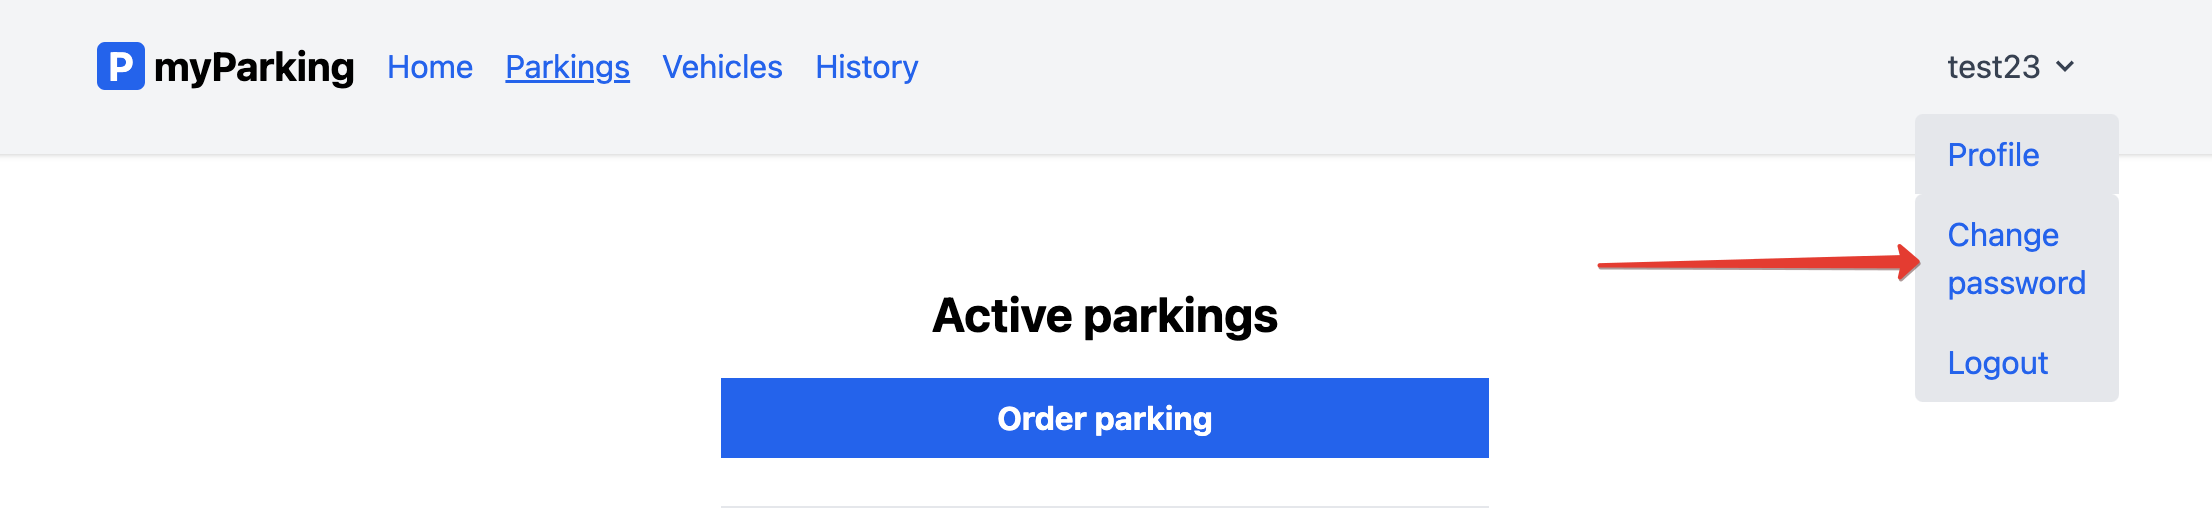 P myParking Home Parkings Vehicles History test23
Profile
Change
password
Logout
Active parkings
Order parking